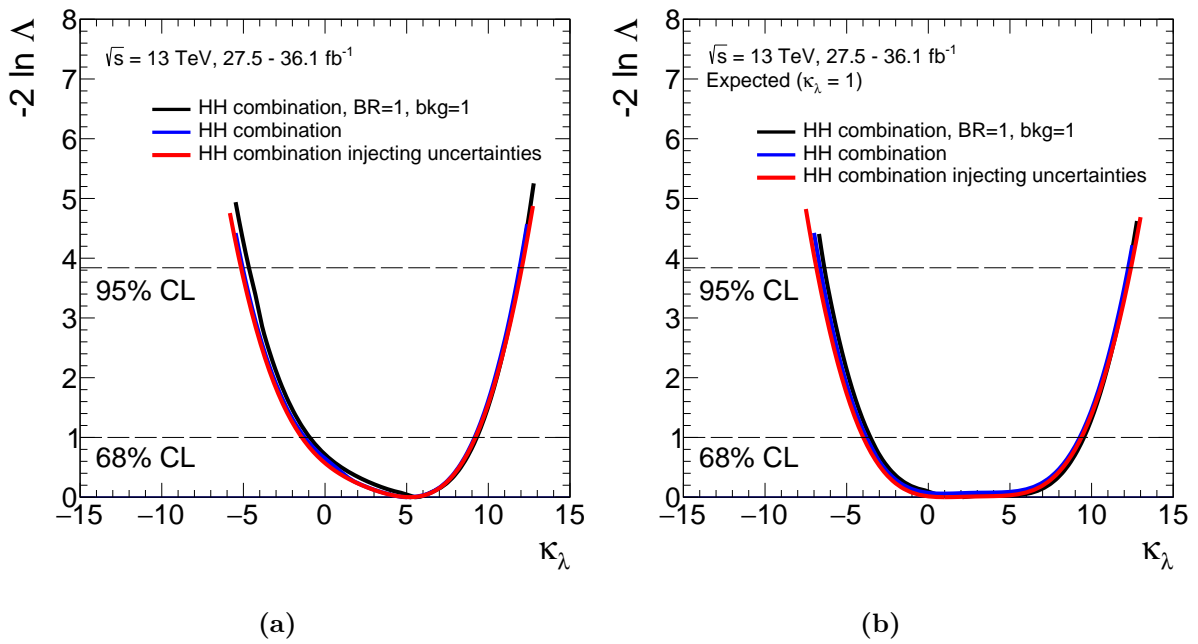 -2 ln Λ
8
7
6
5
4
3
2
1
0
√s = 13 TeV, 27.5 - 36.1 fb⁻¹
HH combination, BR=1, bkg=1
HH combination
HH combination injecting uncertainties
95% CL
68% CL
−15 −10 −5 0 5 10 15
κλ
(a)
-2 ln Λ
8
7
6
5
4
3
2
1
0
√s = 13 TeV, 27.5 - 36.1 fb⁻¹
Expected (κλ = 1)
HH combination, BR=1, bkg=1
HH combination
HH combination injecting uncertainties
95% CL
68% CL
−15 −10 −5 0 5 10 15
κλ
(b)